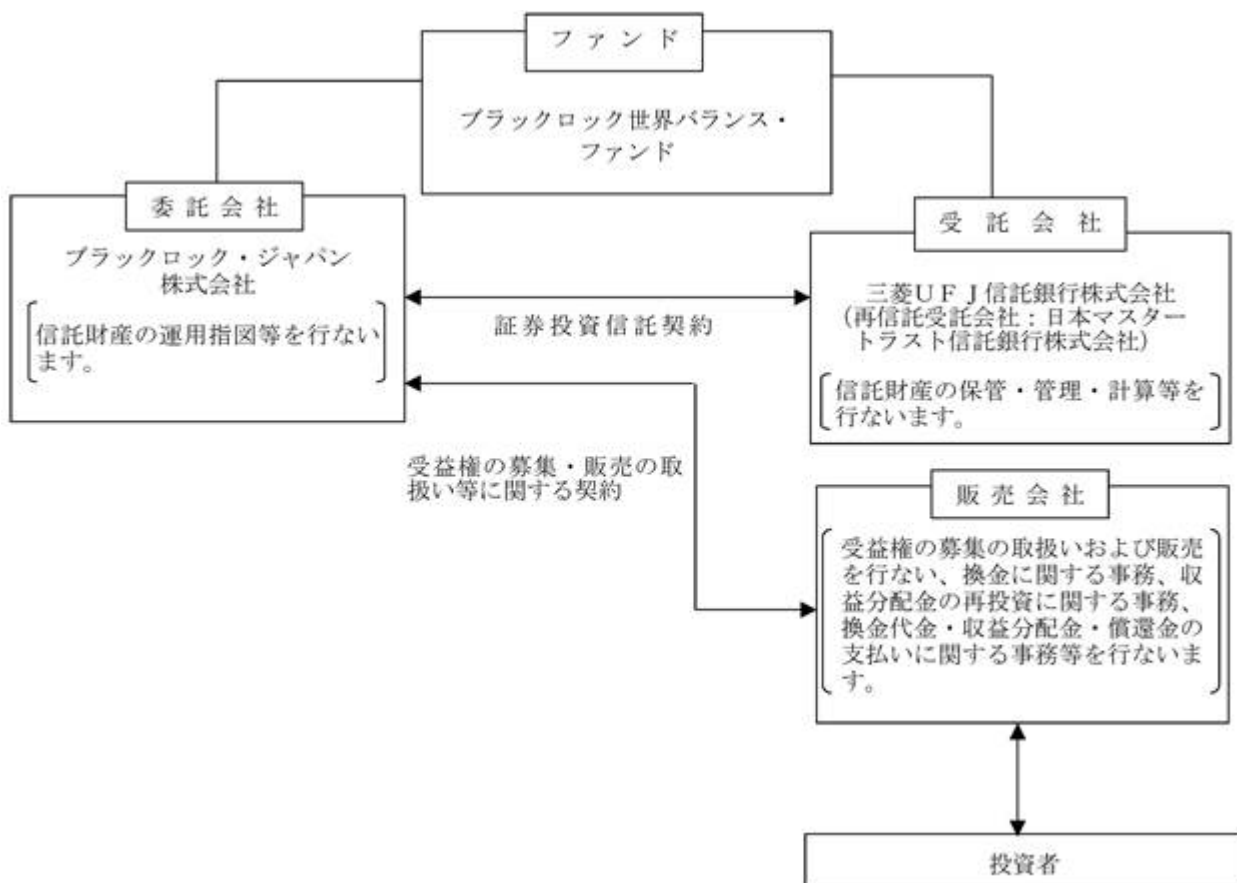 ファンド
ブラックロック世界バランス・
ファンド
委託会社
ブラックロック・ジャパン
株式会社
信託財産の運用指図等を行ない
ます。
証券投資信託契約
受託会社
三菱UFJ信託銀行株式会社
(再信託受託会社:日本マスター
トラスト信託銀行株式会社)
信託財産の保管・管理・計算等を
行ないます。
受益権の募集・販売の取
扱い等に関する契約
販売会社
受益権の募集の取扱いおよび販売
を行ない、換金に関する事務、収
益分配金の再投資に関する事務、
換金代金・収益分配金・償還金の
支払いに関する事務等を行ないま
す。
投資者